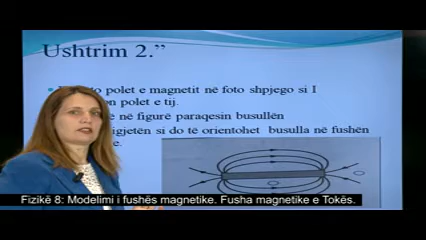 Ushtrim 2.”
polet e magnetit në foto shpjego si I
polet e tij.
në figurë paraqesin busullën
si do të orientohet busulla në fushën
Fizikë 8: Modelimi i fushës magnetike. Fusha magnetike e Tokës.